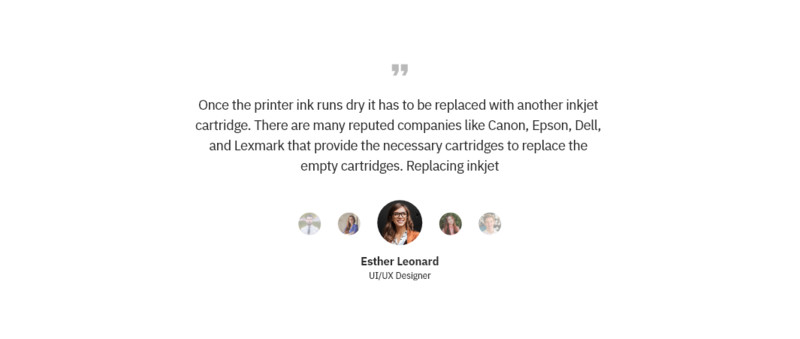 ”
Once the printer ink runs dry it has to be replaced with another inkjet
cartridge. There are many reputed companies like Canon, Epson, Dell,
and Lexmark that provide the necessary cartridges to replace the
empty cartridges. Replacing inkjet
Esther Leonard
UI/UX Designer